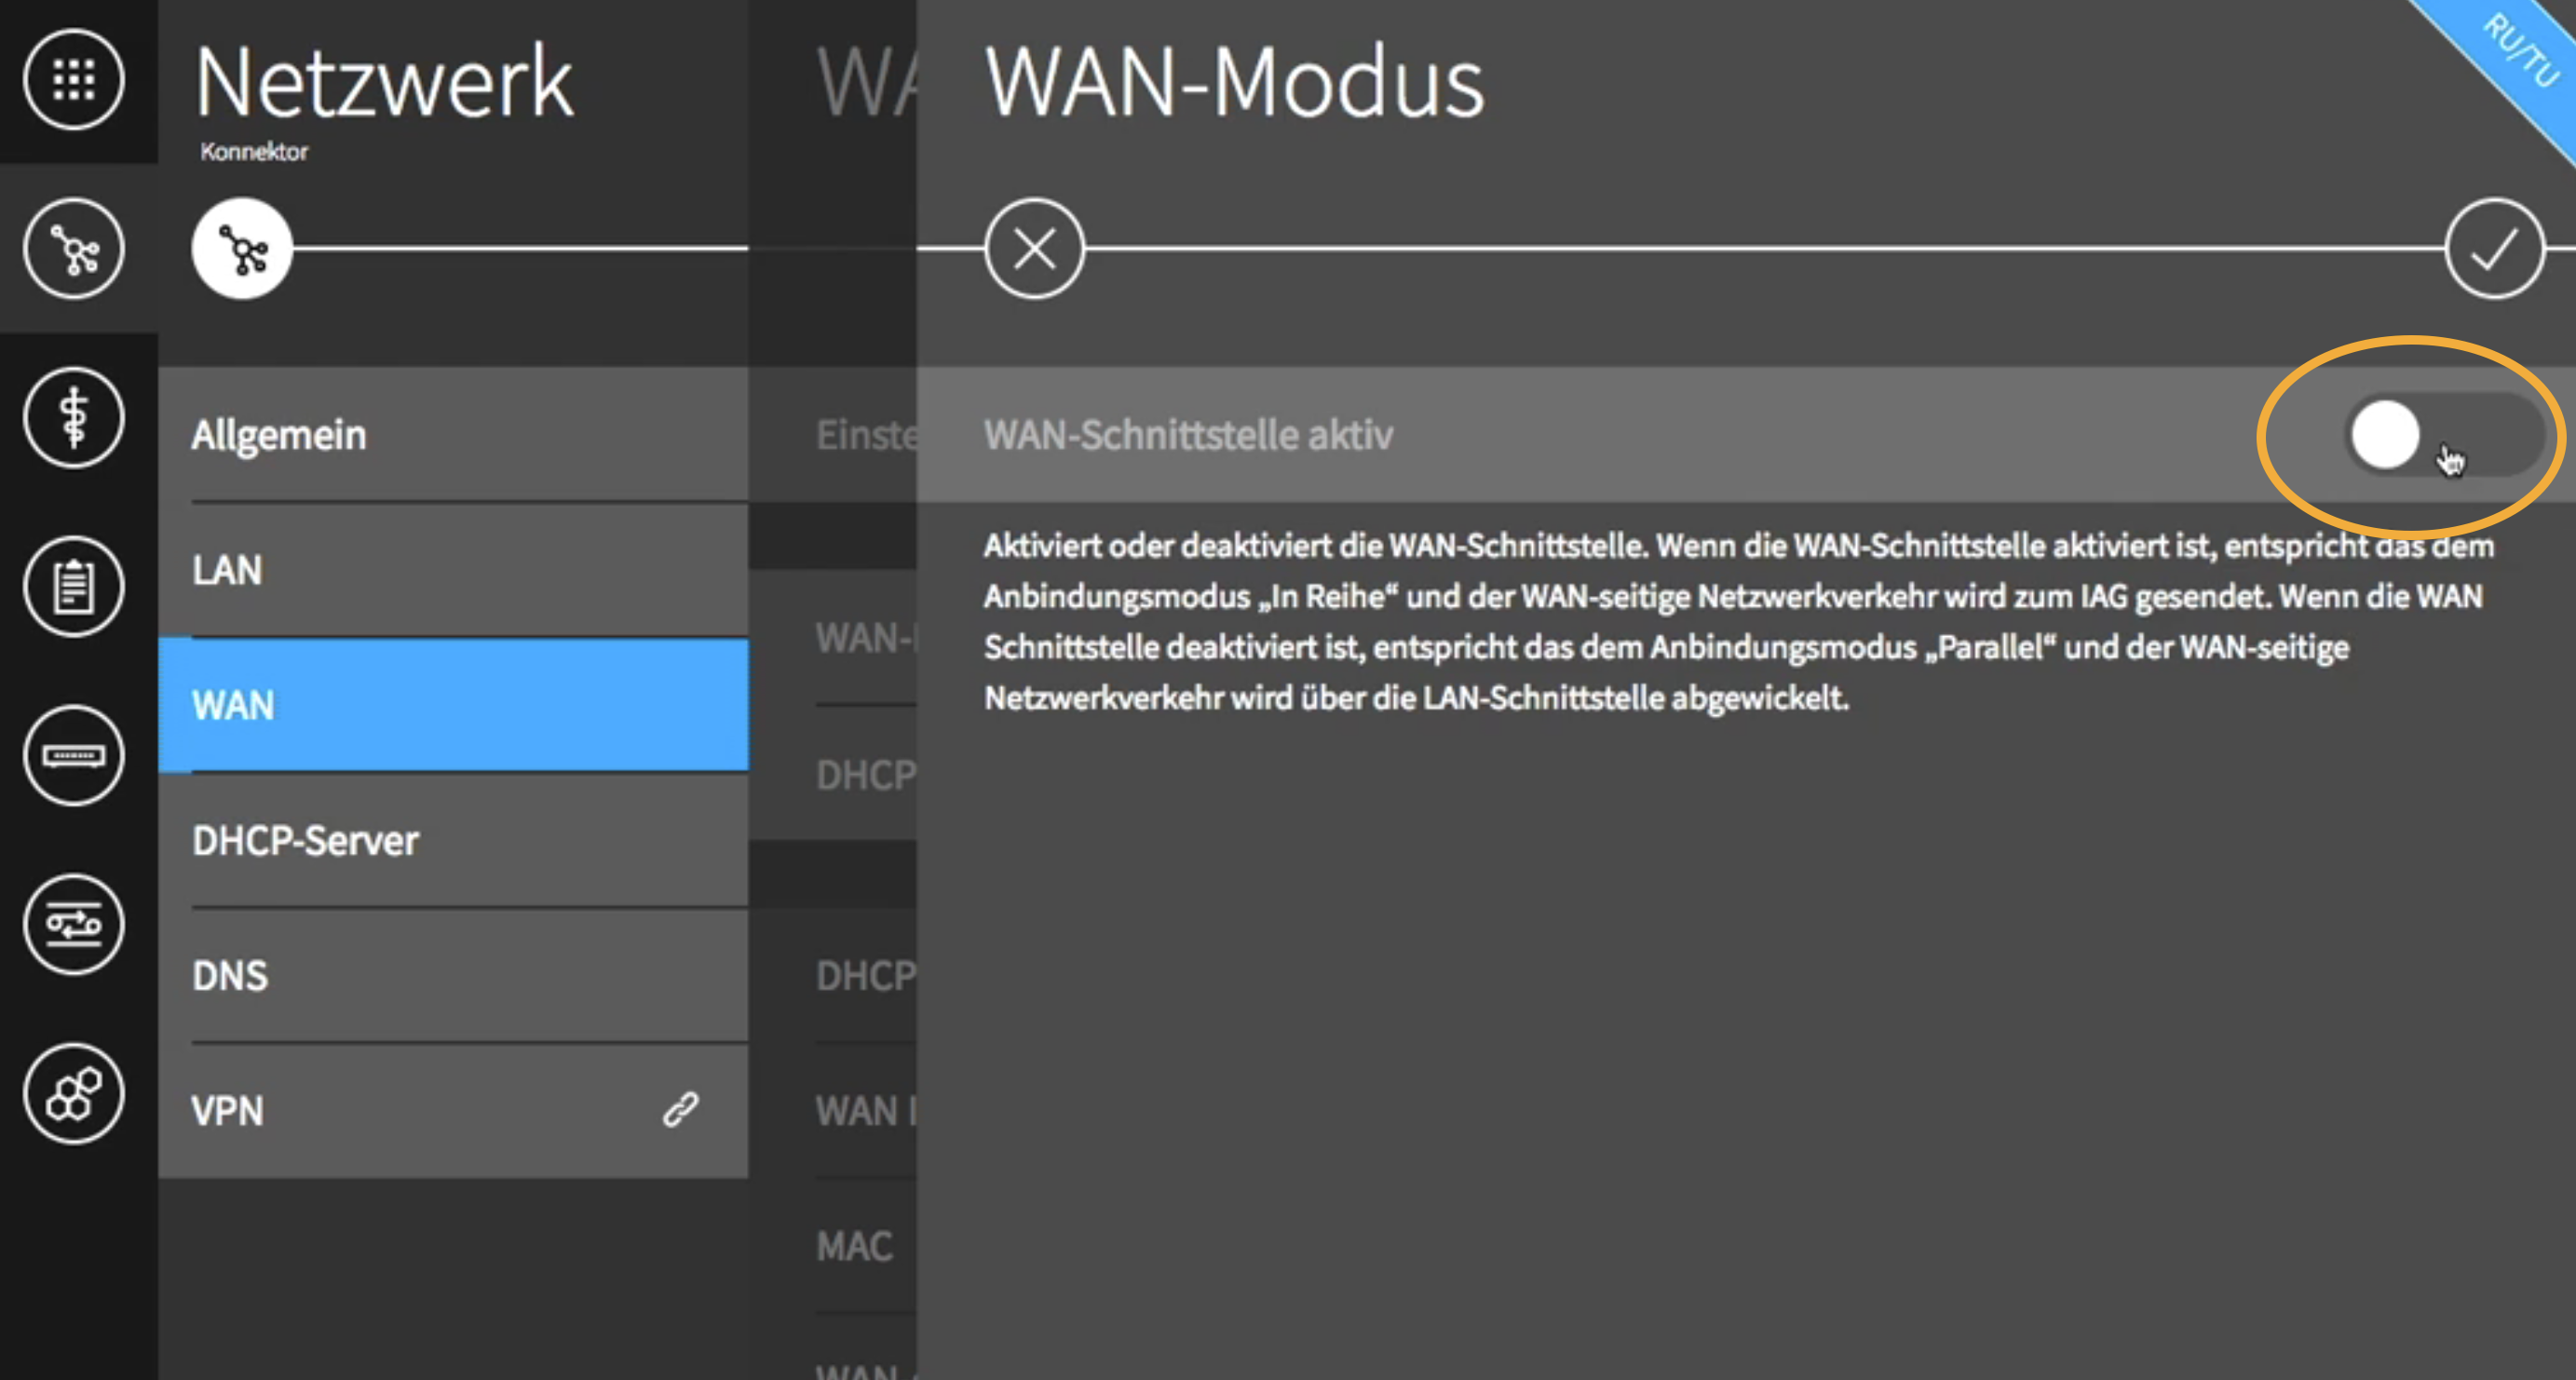 Netzwerk
Konnektor
Allgemein
LAN
WAN
DHCP-Server
DNS
VPN
WA
Einste
WAN-
DHCP
DHCP
WAN
MAC
WAN
WAN-Modus
RU/TU
WAN-Schnittstelle aktiv
Aktiviert oder deaktiviert die WAN-Schnittstelle. Wenn die WAN-Schnittstelle aktiviert ist, entspricht das dem
Anbindungsmodus „In Reihe“ und der WAN-seitige Netzwerkverkehr wird zum IAG gesendet. Wenn die WAN
Schnittstelle deaktiviert ist, entspricht das dem Anbindungsmodus „Parallel“ und der WAN-seitige
Netzwerkverkehr wird über die LAN-Schnittstelle abgewickelt.